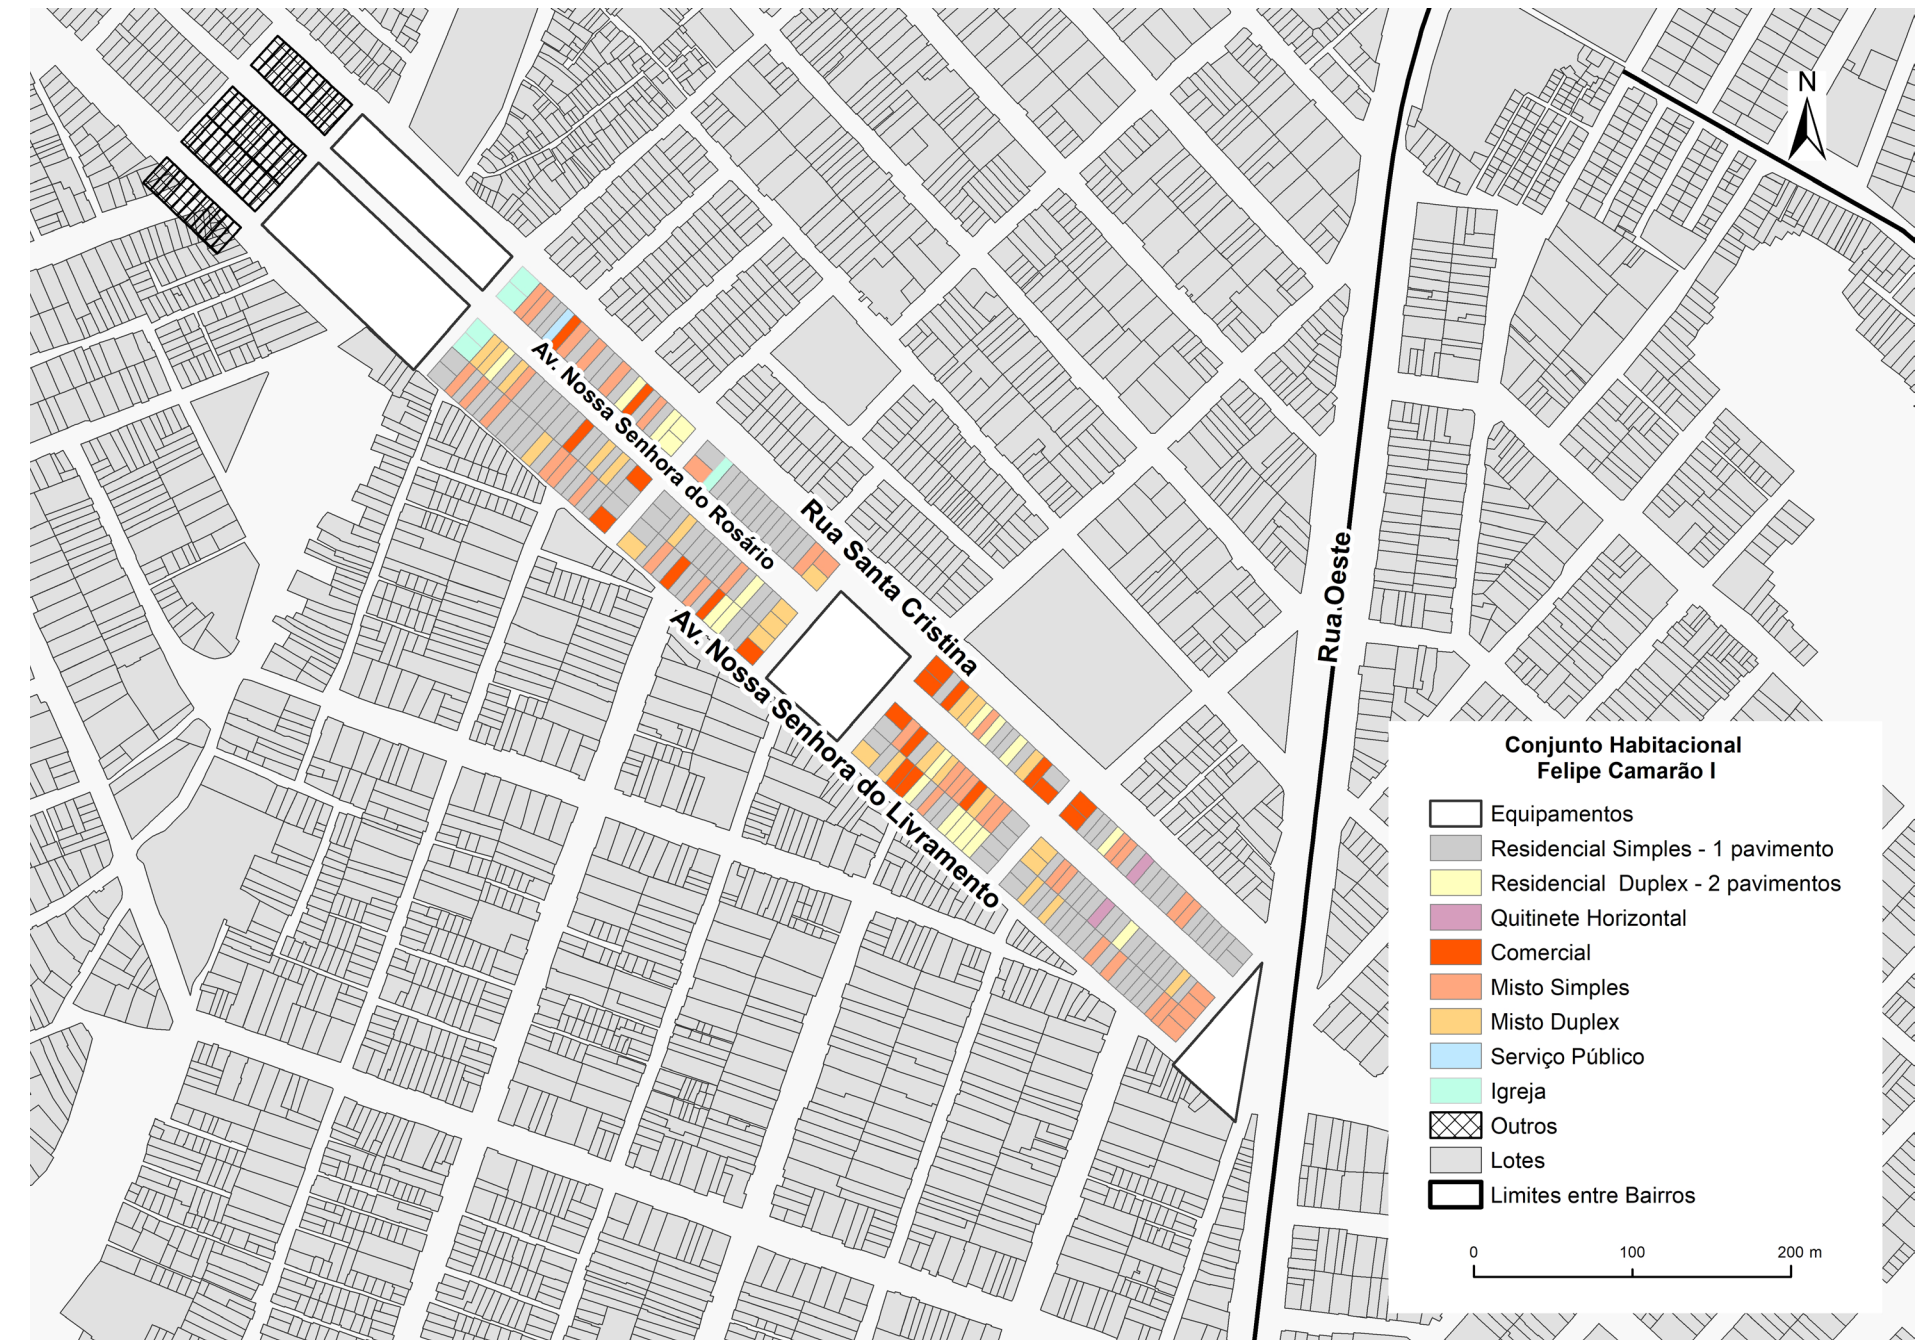 N
Av. Nossa Senhora do Rosário
Rua Santa Cristina
Rua Oeste
Av. Nossa Senhora do Livramento
Conjunto Habitacional
Felipe Camarão I
Equipamentos
Residencial Simples - 1 pavimento
Residencial Duplex - 2 pavimentos
Quitinete Horizontal
Comercial
Misto Simples
Misto Duplex
Serviço Público
Igreja
Outros
Lotes
Limites entre Bairros
0 100 200 m